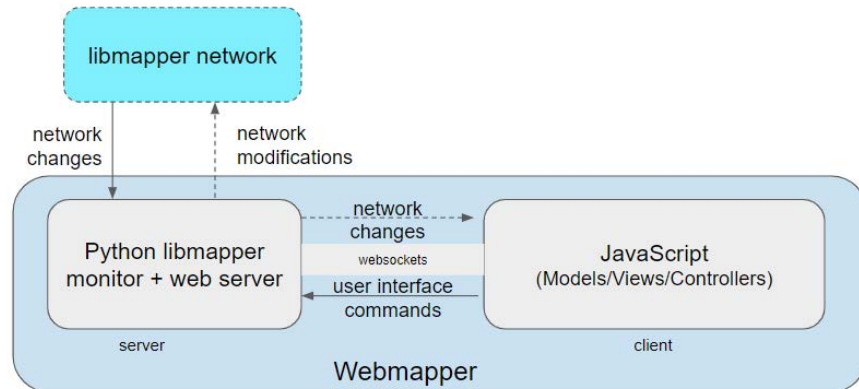 libmapper network
network
changes
network
modifications
Python libmapper
monitor + web server
network
changes
websockets
user interface
commands
JavaScript
(Models/Views/Controllers)
server
client
Webmapper